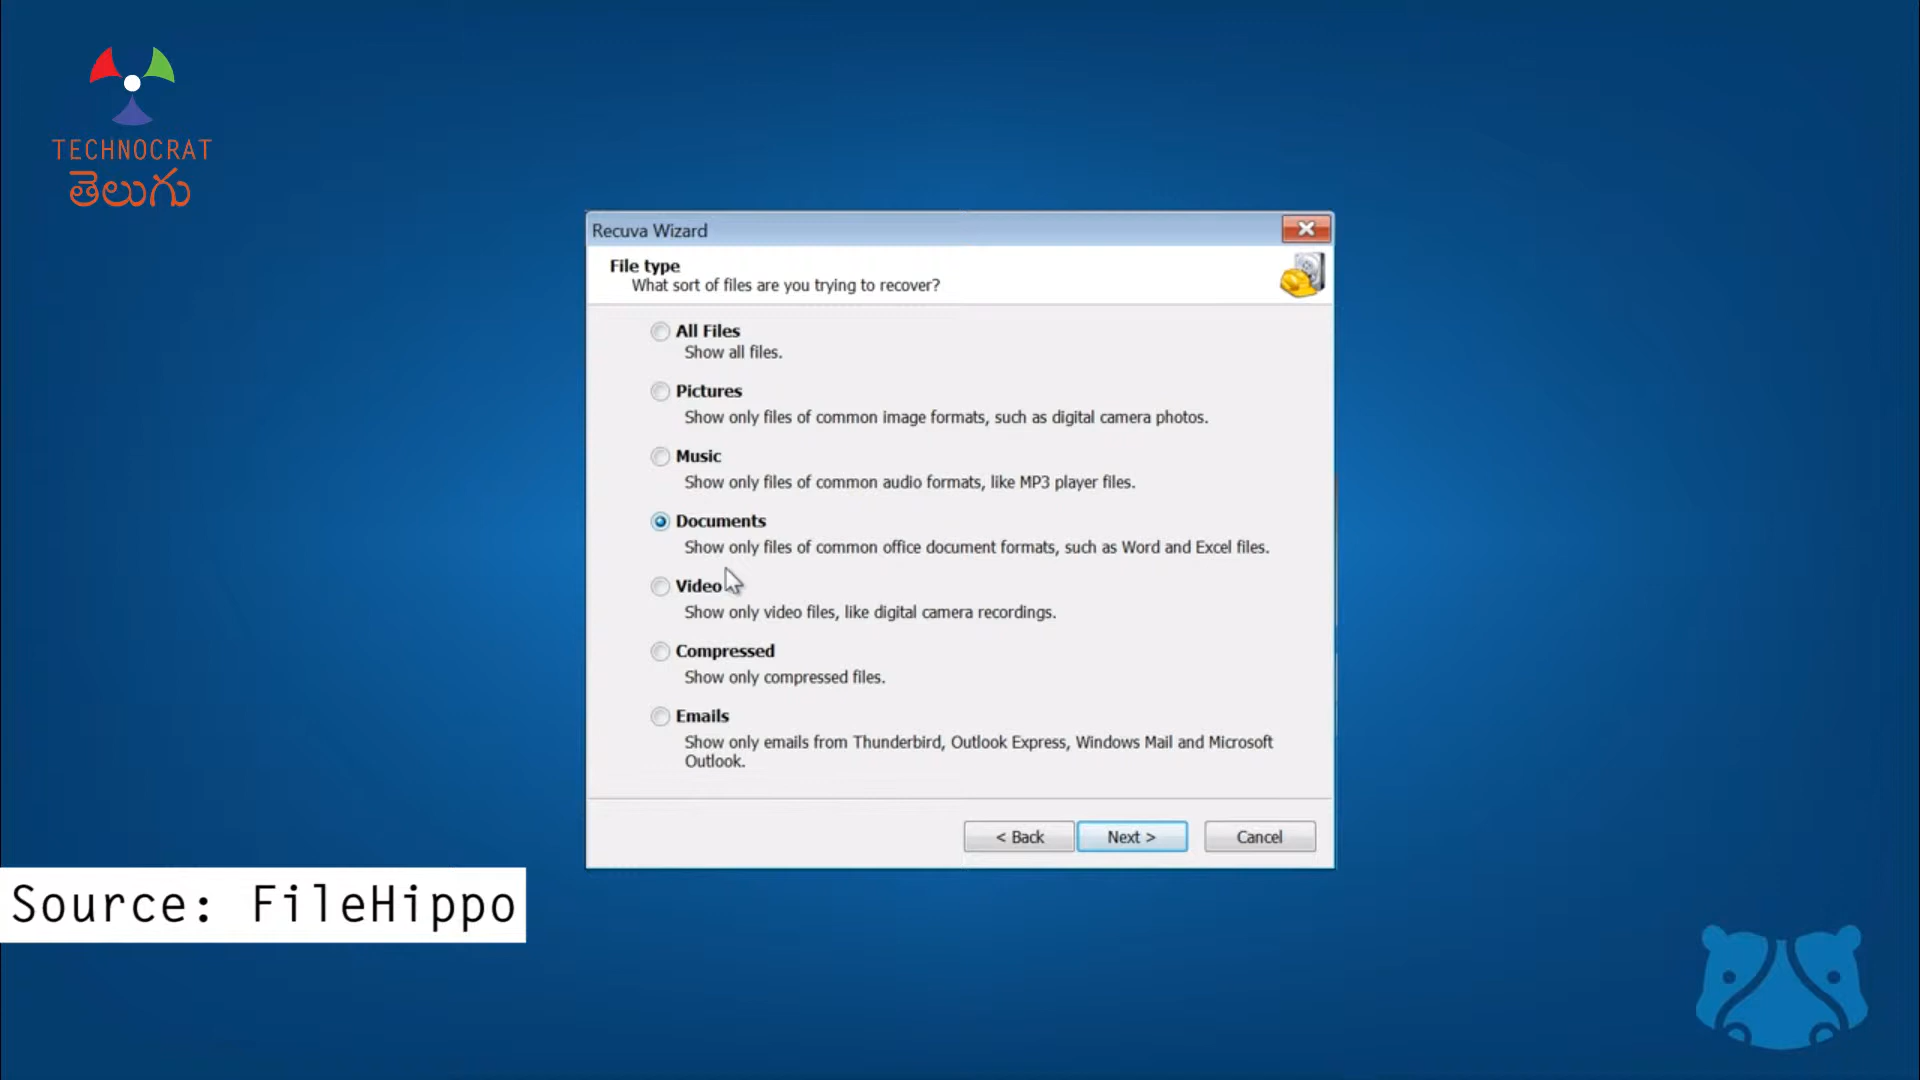 TECHNOCRAT
తెలుగు
Recuva Wizard
File type
What sort of files are you trying to recover?
All Files
Show all files.
Pictures
Show only files of common image formats, such as digital camera photos.
Music
Show only files of common audio formats, like MP3 player files.
Documents
Show only files of common office document formats, such as Word and Excel files.
Video
Show only video files, like digital camera recordings.
Compressed
Show only compressed files.
Emails
Show only emails from Thunderbird, Outlook Express, Windows Mail and Microsoft
Outlook.
< Back Next > Cancel
Source: FileHippo